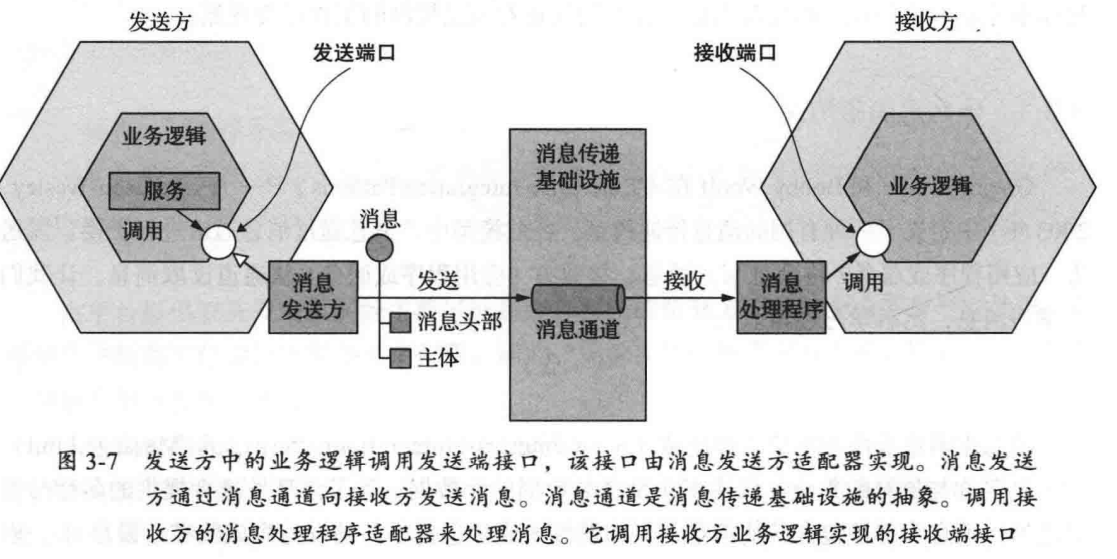 发送方
接收方
发送端口
接收端口
业务逻辑
服务
调用
消息
消息
发送方
发送
消息头部
主体
消息传递
基础设施
消息通道
接收
消息
处理程序
业务逻辑
调用
图 3-7 发送方中的业务逻辑调用发送端接口，该接口由消息发送方适配器实现。消息发送
方通过消息通道向接收方发送消息。消息通道是消息传递基础设施的抽象。调用接
收方的消息处理程序适配器来处理消息。它调用接收方业务逻辑实现的接收端接口